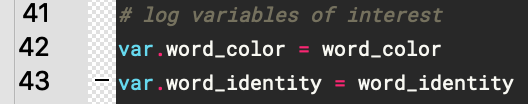 41 # log variables of interest
42 var.word_color = word_color
43 var.word_identity = word_identity